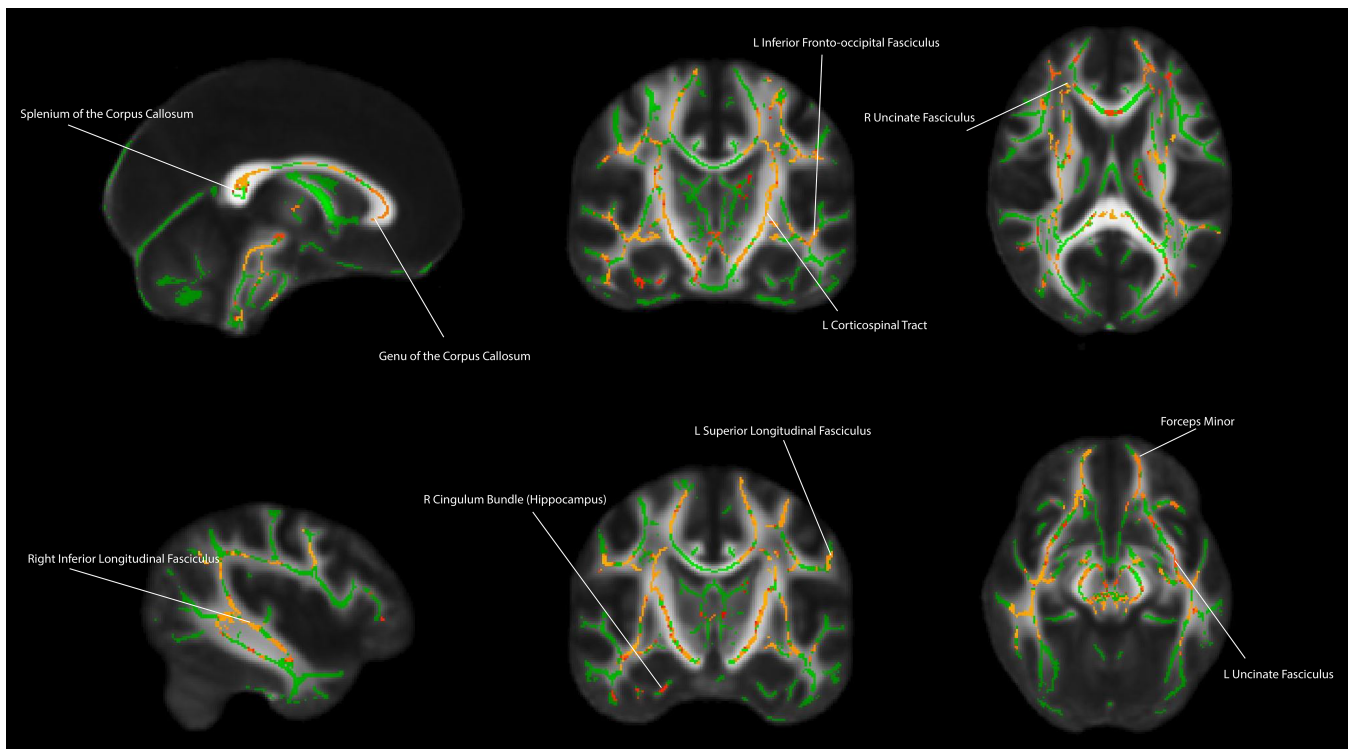 L Inferior Fronto-occipital Fasciculus
Splenium of the Corpus Callosum
R Uncinate Fasciculus
L Corticospinal Tract
Genu of the Corpus Callosum
Forceps Minor
L Superior Longitudinal Fasciculus
R Cingulum Bundle (Hippocampus)
Right Inferior Longitudinal Fasciculus
L Uncinate Fasciculus